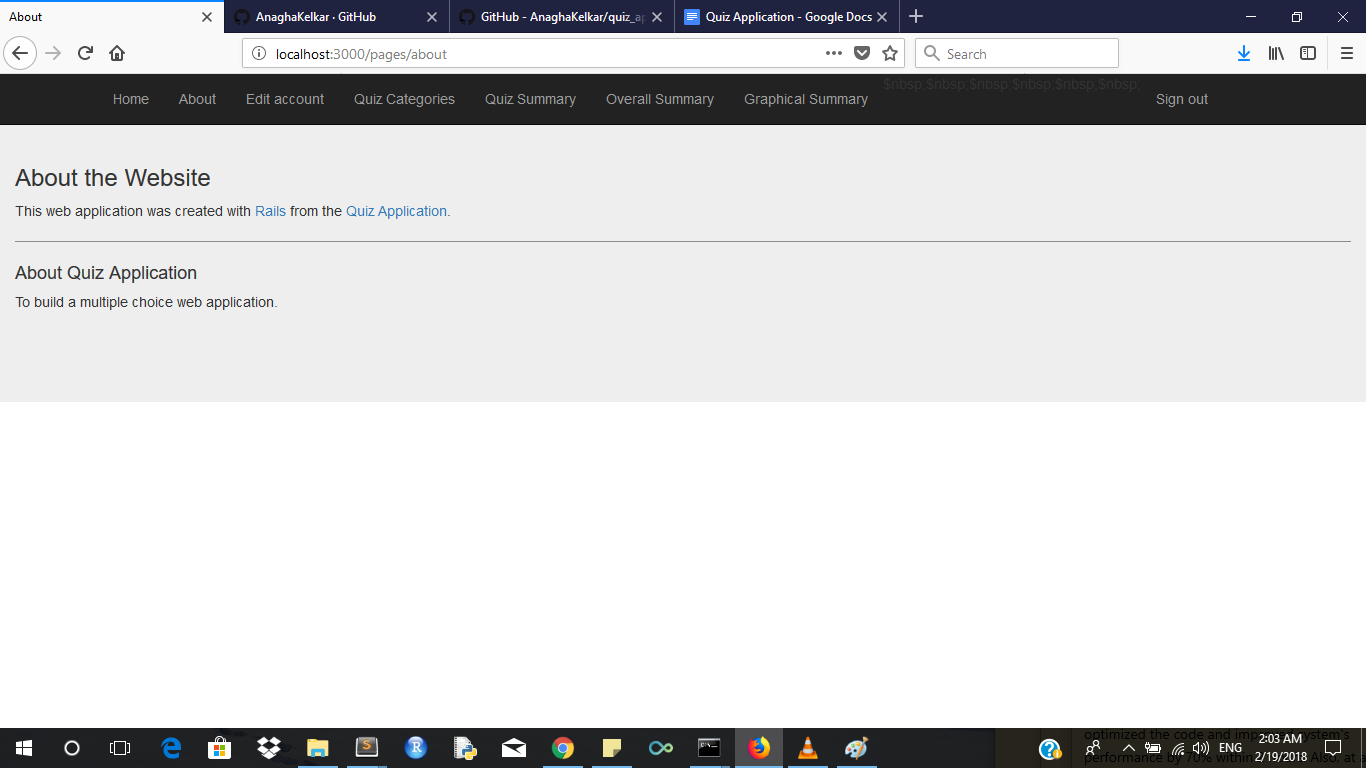 About
AnaghaKelkar · GitHub
GitHub - AnaghaKelkar/quiz_ap
Quiz Application - Google Docs
localhost:3000/pages/about
Search
Home About Edit account Quiz Categories Quiz Summary Overall Summary Graphical Summary $nbsp;$nbsp;$nbsp;$nbsp;$nbsp;$nbsp; Sign out
About the Website
This web application was created with Rails from the Quiz Application.
About Quiz Application
To build a multiple choice web application.
optimized the code and system's
ENG
2:03 AM
performance by 70% within Also, at
2/19/2018